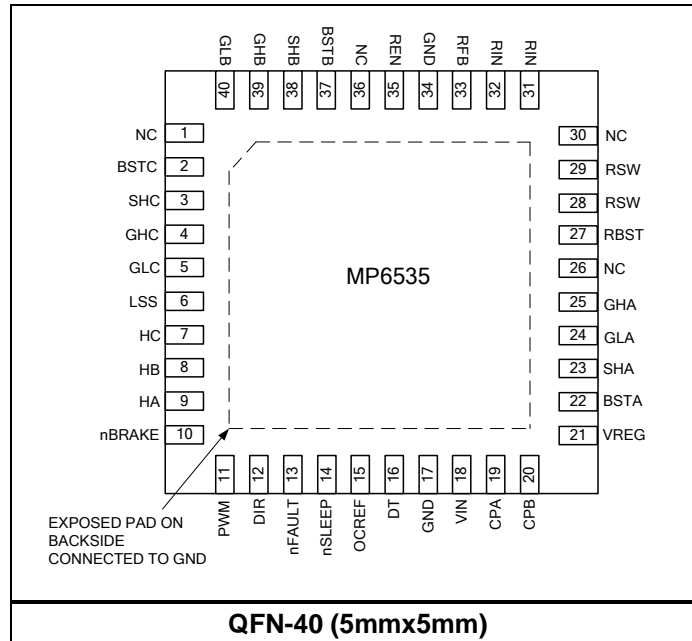 GLB
GHB
SHB
BSTB
NC
REN
GND
RFB
RIN
RIN
40
39
38
37
36
35
34
33
32
31
NC 1
BSTC 2
SHC 3
GHC 4
GLC 5
LSS 6
HC 7
HB 8
HA 9
nBRAKE 10
MP6535
30 NC
29 RSW
28 RSW
27 RBST
26 NC
25 GHA
24 GLA
23 SHA
22 BSTA
21 VREG
11
12
13
14
15
16
17
18
19
20
PWM
DIR
nFAULT
nSLEEP
OCREF
DT
GND
VIN
CPA
CPB
EXPOSED PAD ON
BACKSIDE
CONNECTED TO GND
QFN-40 (5mmx5mm)